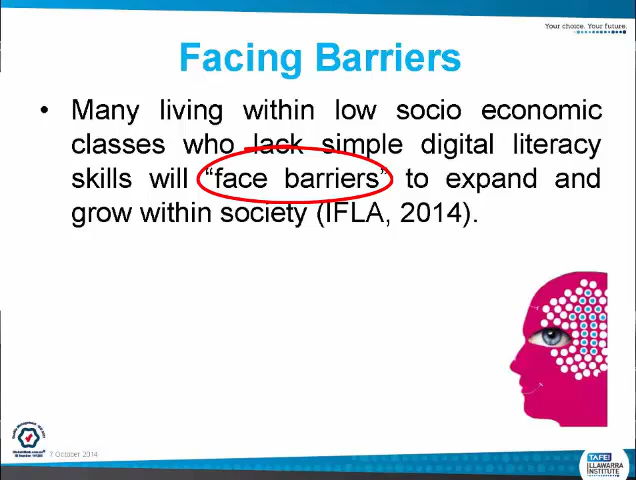 Your choice. Your future.
Facing Barriers
• Many living within low socio economic
classes who lack simple digital literacy
skills will “face barriers” to expand and
grow within society (IFLA, 2014).
7 October 2014
TAFE
ILLAWARRA
INSTITUTE